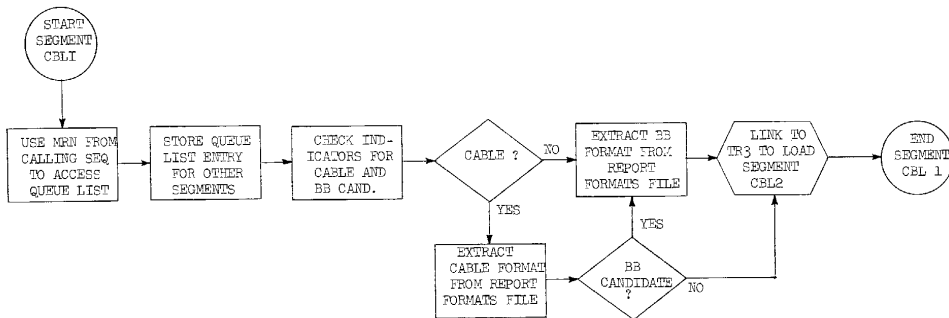 START
SEGMENT
CBL1
USE MRN FROM
CALLING SEQ
TO ACCESS
QUEUE LIST
STORE QUEUE
LIST ENTRY
FOR OTHER
SEGMENTS
CHECK IND-
ICATORS FOR
CABLE AND
BB CAND.
CABLE ?
NO
YES
EXTRACT BB
FORMAT FROM
REPORT
FORMATS FILE
LINK TO
TR3 TO LOAD
SEGMENT
CBL2
END
SEGMENT
CBL 1
EXTRACT
CABLE FORMAT
FROM REPORT
FORMATS FILE
BB
CANDIDATE
?
YES
NO